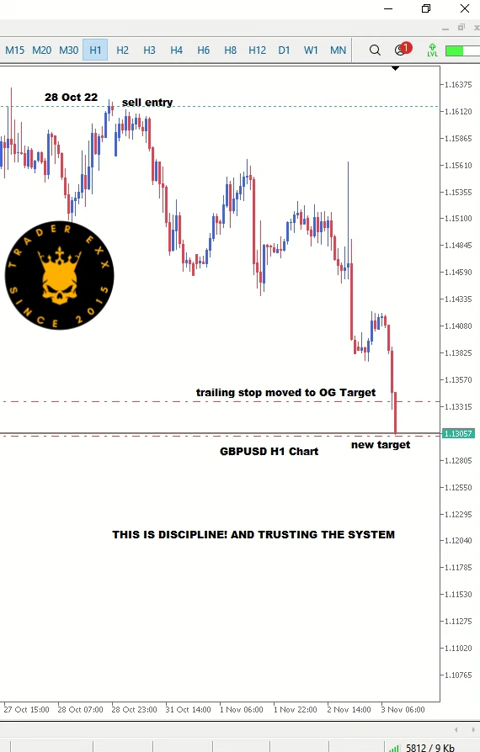 M15 M20 M30 H1 H2 H3 H4 H6 H8 H12 D1 W1 MN 1 LVL
1.16375
28 Oct 22 sell entry
1.16120
1.15865
1.15610
1.15355
1.15100
TRADER EXX
SINCE 2015
1.14845
1.14590
1.14335
1.14080
1.13825
1.13570
trailing stop moved to OG Target
1.13315
1.13057
new target
GBPUSD H1 Chart
1.12805
1.12550
1.12295
THIS IS DISCIPLINE! AND TRUSTING THE SYSTEM
1.12040
1.11785
1.11530
1.11275
1.11020
1.10765
27 Oct 15:00 28 Oct 07:00 28 Oct 23:00 31 Oct 14:00 1 Nov 06:00 1 Nov 22:00 2 Nov 14:00 3 Nov 06:00
5812 / 9 Kb